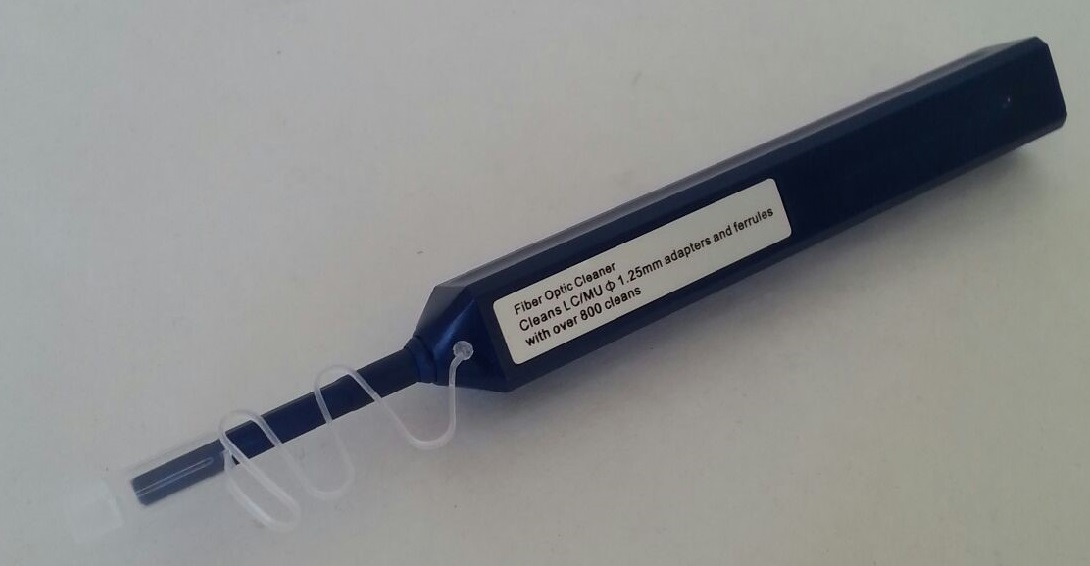 Fiber Optic Cleaner
Cleans LC/MU Φ 1.25mm adapters and ferrules
with over 800 cleans